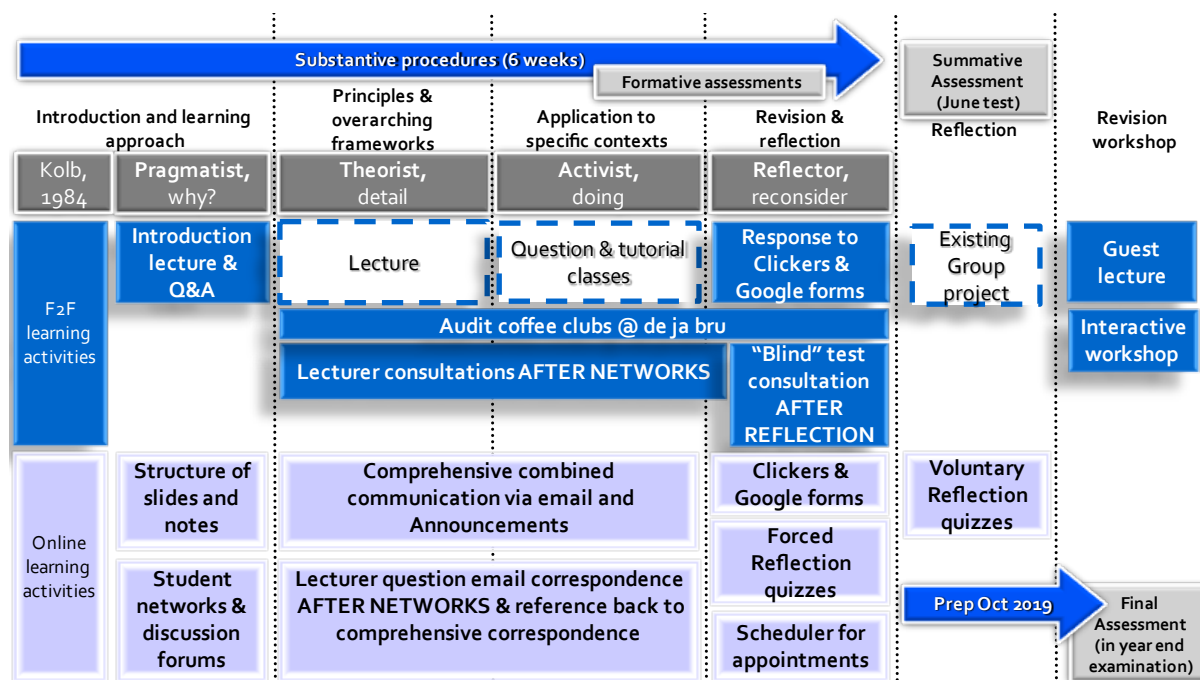 Substantive procedures (6 weeks)
Formative assessments
Summative
Assessment
(June test)
Introduction and learning
approach
Principles &
overarching
frameworks
Application to
specific contexts
Revision &
reflection
Reflection
Revision
workshop
Kolb,
1984
Pragmatist,
why?
Theorist,
detail
Activist,
doing
Reflector,
reconsider
F2F
learning
activities
Introduction
lecture &
Q&A
Lecture
Question & tutorial
classes
Response to
Clickers &
Google forms
Existing
Group
project
Guest
lecture
Audit coffee clubs @ de ja bru
Interactive
workshop
Lecturer consultations AFTER NETWORKS
“Blind” test
consultation
AFTER
REFLECTION
Online
learning
activities
Structure of
slides and
notes
Comprehensive combined
communication via email and
Announcements
Clickers &
Google forms
Voluntary
Reflection
quizzes
Forced
Reflection
quizzes
Student
networks &
discussion
forums
Lecturer question email correspondence
AFTER NETWORKS & reference back to
comprehensive correspondence
Scheduler for
appointments
Prep Oct 2019
Final
Assessment
(in year end
examination)